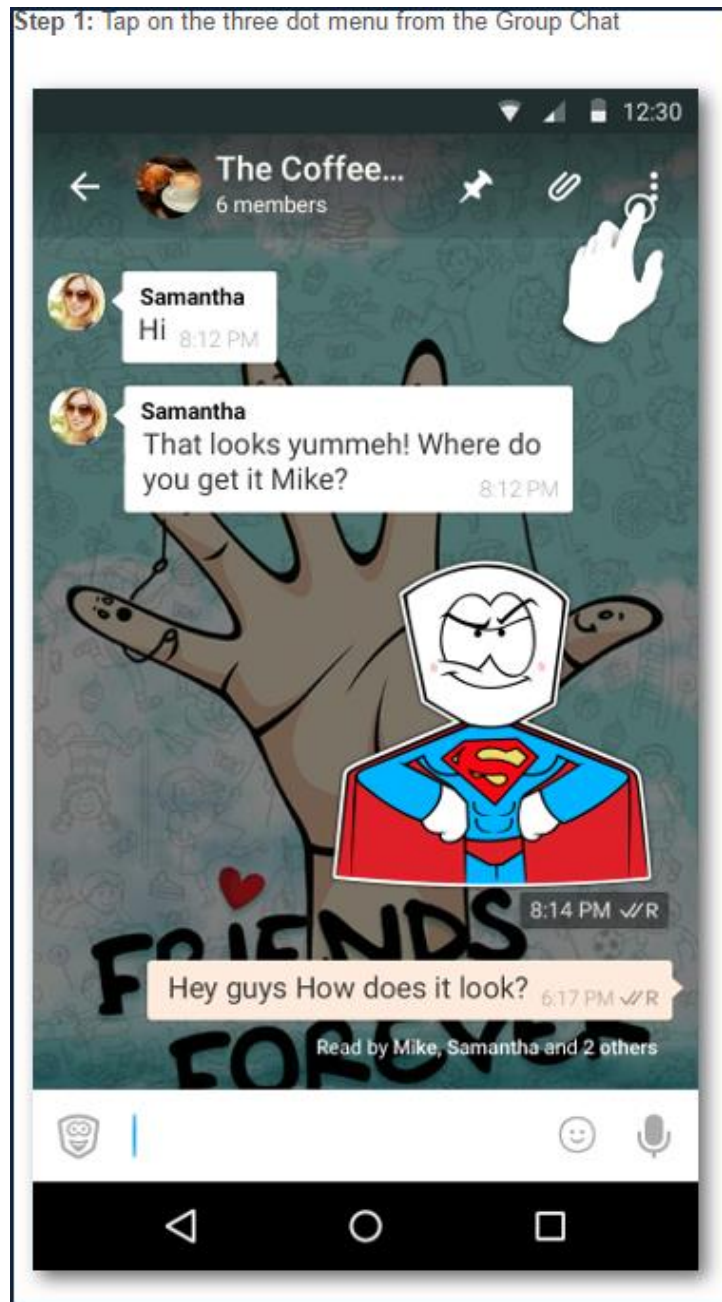 Step 1: Tap on the three dot menu from the Group Chat
12:30
The Coffee...
6 members
Samantha
Hi 8:12 PM
Samantha
That looks yummeh! Where do
you get it Mike? 8:12 PM
S
8:14 PM ✓✓R
FRIENDS
Hey guys How does it look? 6:17 PM ✓✓R
FOREVER
Read by Mike, Samantha and 2 others